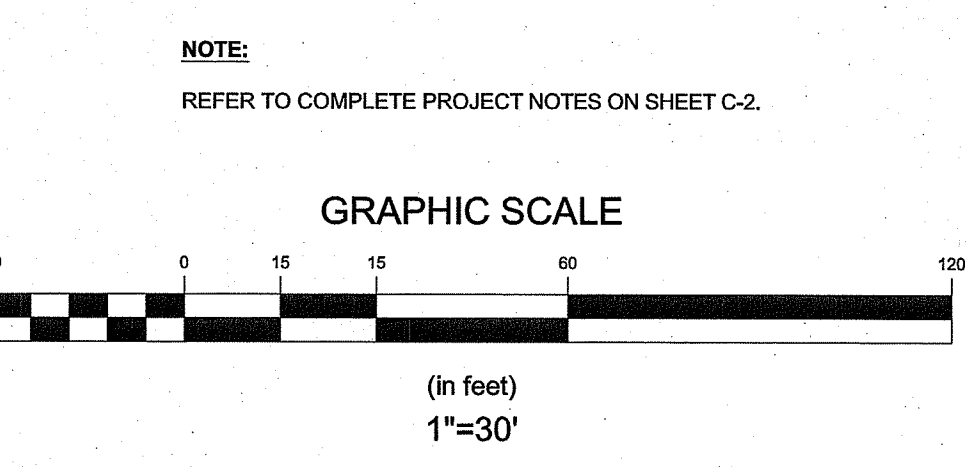 NOTE:
REFER TO COMPLETE PROJECT NOTES ON SHEET C-2.
GRAPHIC SCALE
0 15 15 60 120
(in feet)
1"=30'